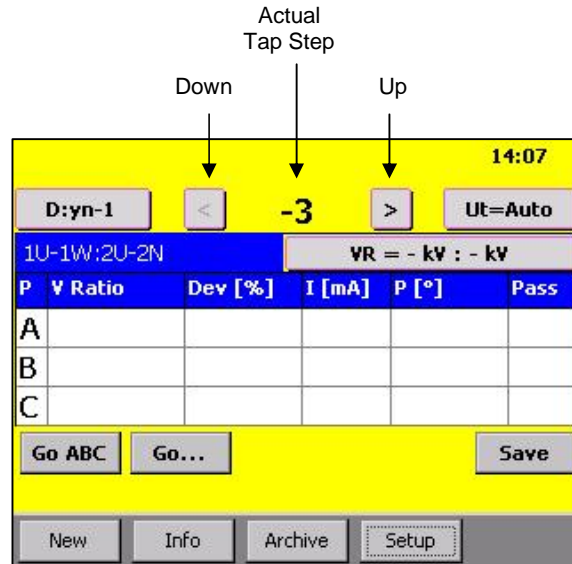 Actual
Tap Step
Down Up
14:07
D:yn-1 < -3 > Ut=Auto
1U-1W:2U-2N VR = - kV : - kV
P V Ratio Dev [%] I [mA] P [°] Pass
A
B
C
Go ABC Go... Save
New Info Archive Setup